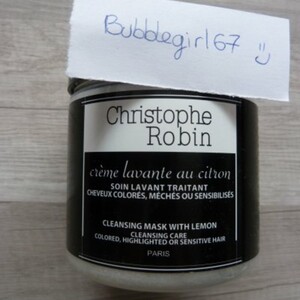 Bubblegirl67
Christophe
Robin
crème lavante au citron
SOIN LAVANT TRAITANT
CHEVEUX COLORÉS, MÉCHÉS OU SENSIBILISÉS
CLEANSING MASK WITH LEMON
CLEANSING CARE
COLORED, HIGHLIGHTED OR SENSITIVE HAIR
PARIS